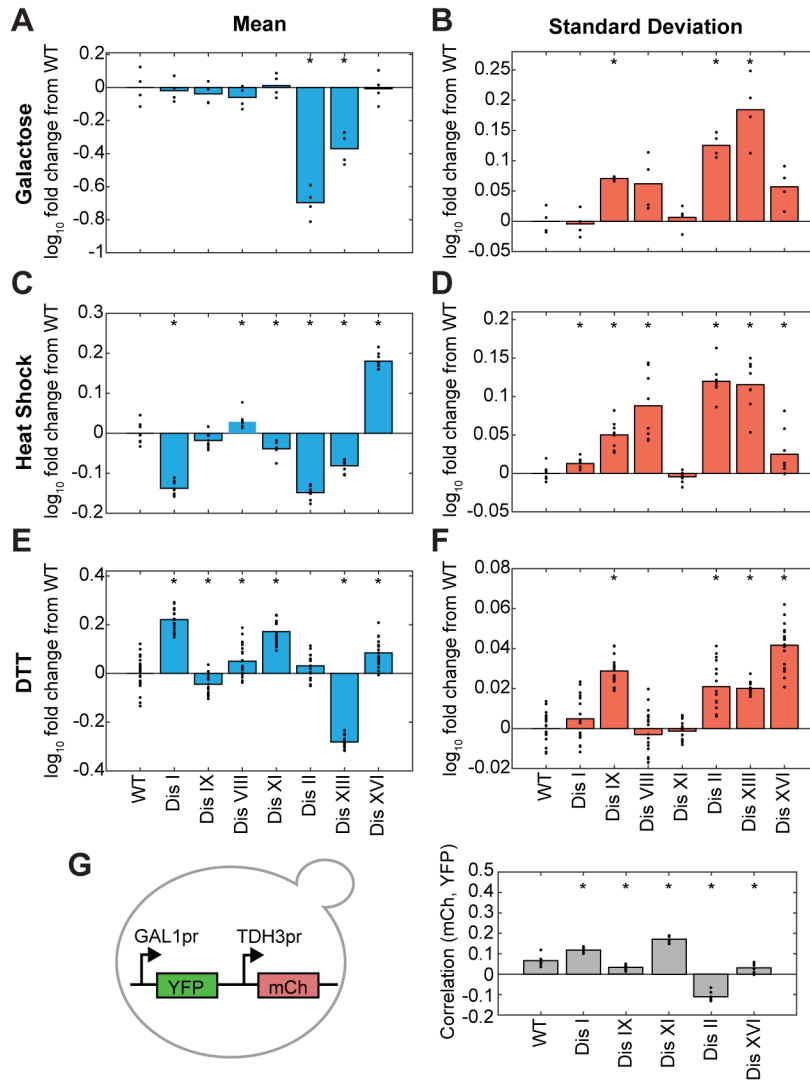 Mean
Standard Deviation
A
Galactose
log10 fold change from WT
0.2
0
-0.2
-0.4
-0.6
-0.8
-1
* *
B
log10 fold change from WT
0.25
0.2
0.15
0.1
0.05
0
-0.05
* * *
C
Heat Shock
log10 fold change from WT
0.3
0.2
0.1
0
-0.1
-0.2
* * * * * *
D
log10 fold change from WT
0.2
0.15
0.1
0.05
0
-0.05
* * * * * *
E
DTT
log10 fold change from WT
0.4
0.2
0
-0.2
-0.4
* * * * * *
WT
Dis I
Dis IX
Dis VIII
Dis XI
Dis II
Dis XIII
Dis XVI
F
log10 fold change from WT
0.08
0.06
0.04
0.02
0
-0.02
* * * *
WT
Dis I
Dis IX
Dis VIII
Dis XI
Dis II
Dis XIII
Dis XVI
G
GAL1pr
TDH3pr
YFP
mCh
Correlation (mCh, YFP)
0.5
0.4
0.3
0.2
0.1
0
-0.1
-0.2
* * * * *
WT
Dis I
Dis IX
Dis XI
Dis II
Dis XVI